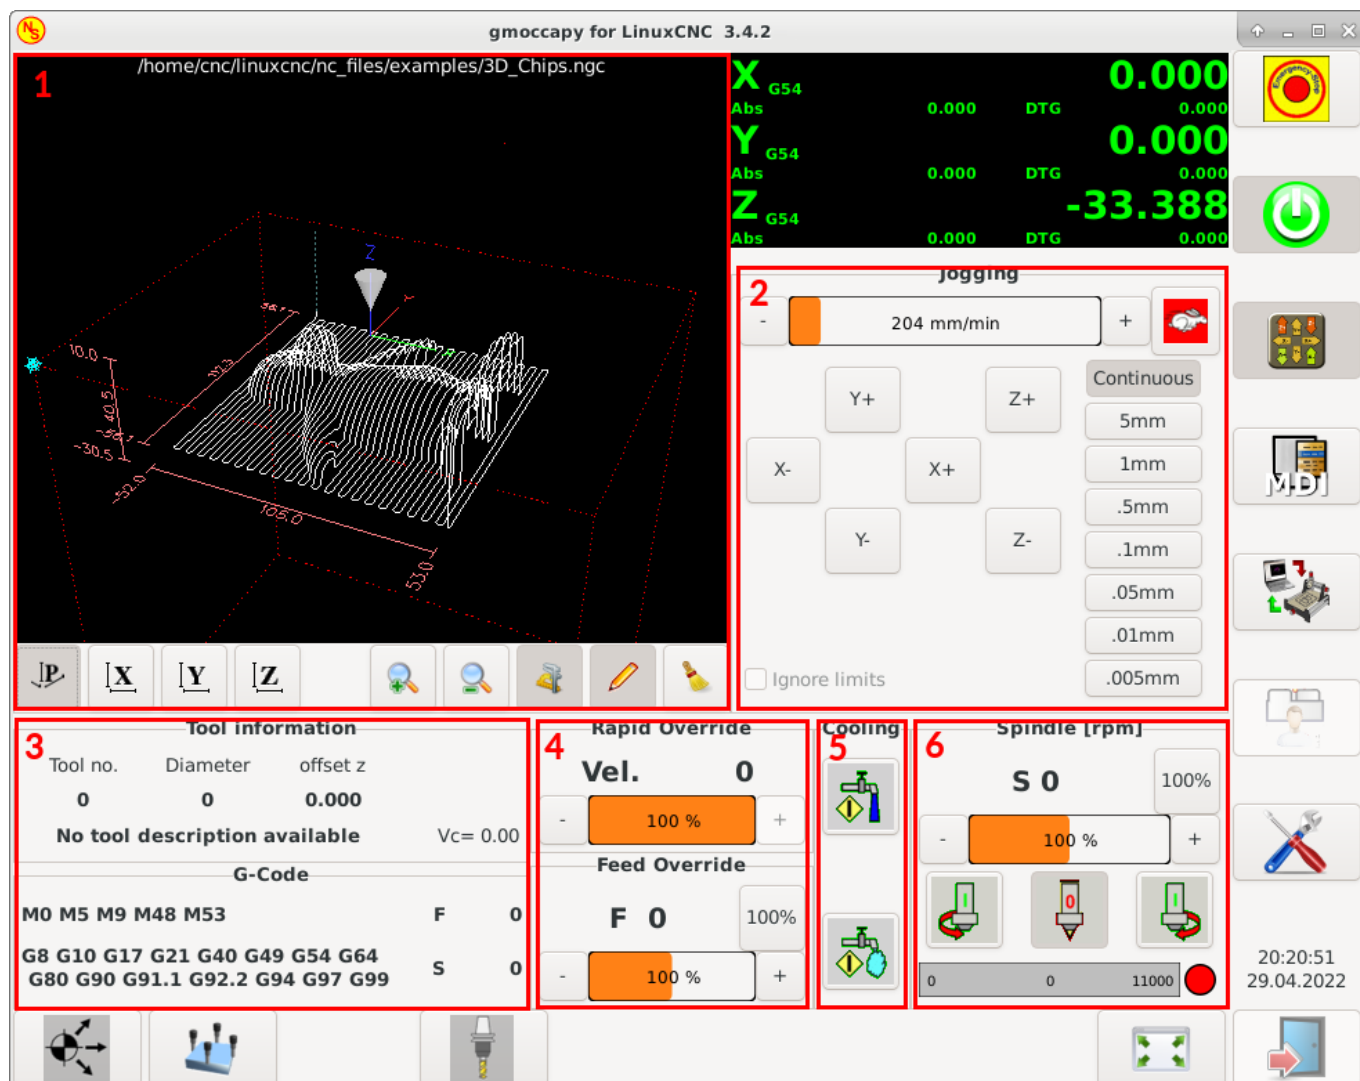 gmoccapy for LinuxCNC 3.4.2
1
/home/cnc/linuxcnc/nc_files/examples/3D_Chips.ngc
X G54 0.000
Abs 0.000 DTG 0.000
Y G54 0.000
Abs 0.000 DTG 0.000
Z G54 -33.388
Abs 0.000 DTG 0.000
Emergency-Stop
Z
10.0
40.5
-30.5
-52.0
105.0
53.0
P X Y Z
2
Jogging
- 204 mm/min +
Continuous
Y+ Z+
5mm
X- X+
1mm
.5mm
Y- Z-
.1mm
.05mm
.01mm
Ignore limits
.005mm
MDI
3
Tool information
Tool no. Diameter offset z
0 0 0.000
No tool description available Vc= 0.00
G-Code
M0 M5 M9 M48 M53 F 0
G8 G10 G17 G21 G40 G49 G54 G64
G80 G90 G91.1 G92.2 G94 G97 G99
S 0
4
Rapid Override
Vel. 0
- 100 % +
Feed Override
F 0 100%
- 100 % +
5
Cooling
6
Spindle [rpm]
S 0 100%
- 100 % +
I 0 I
0 0 11000
20:20:51
29.04.2022